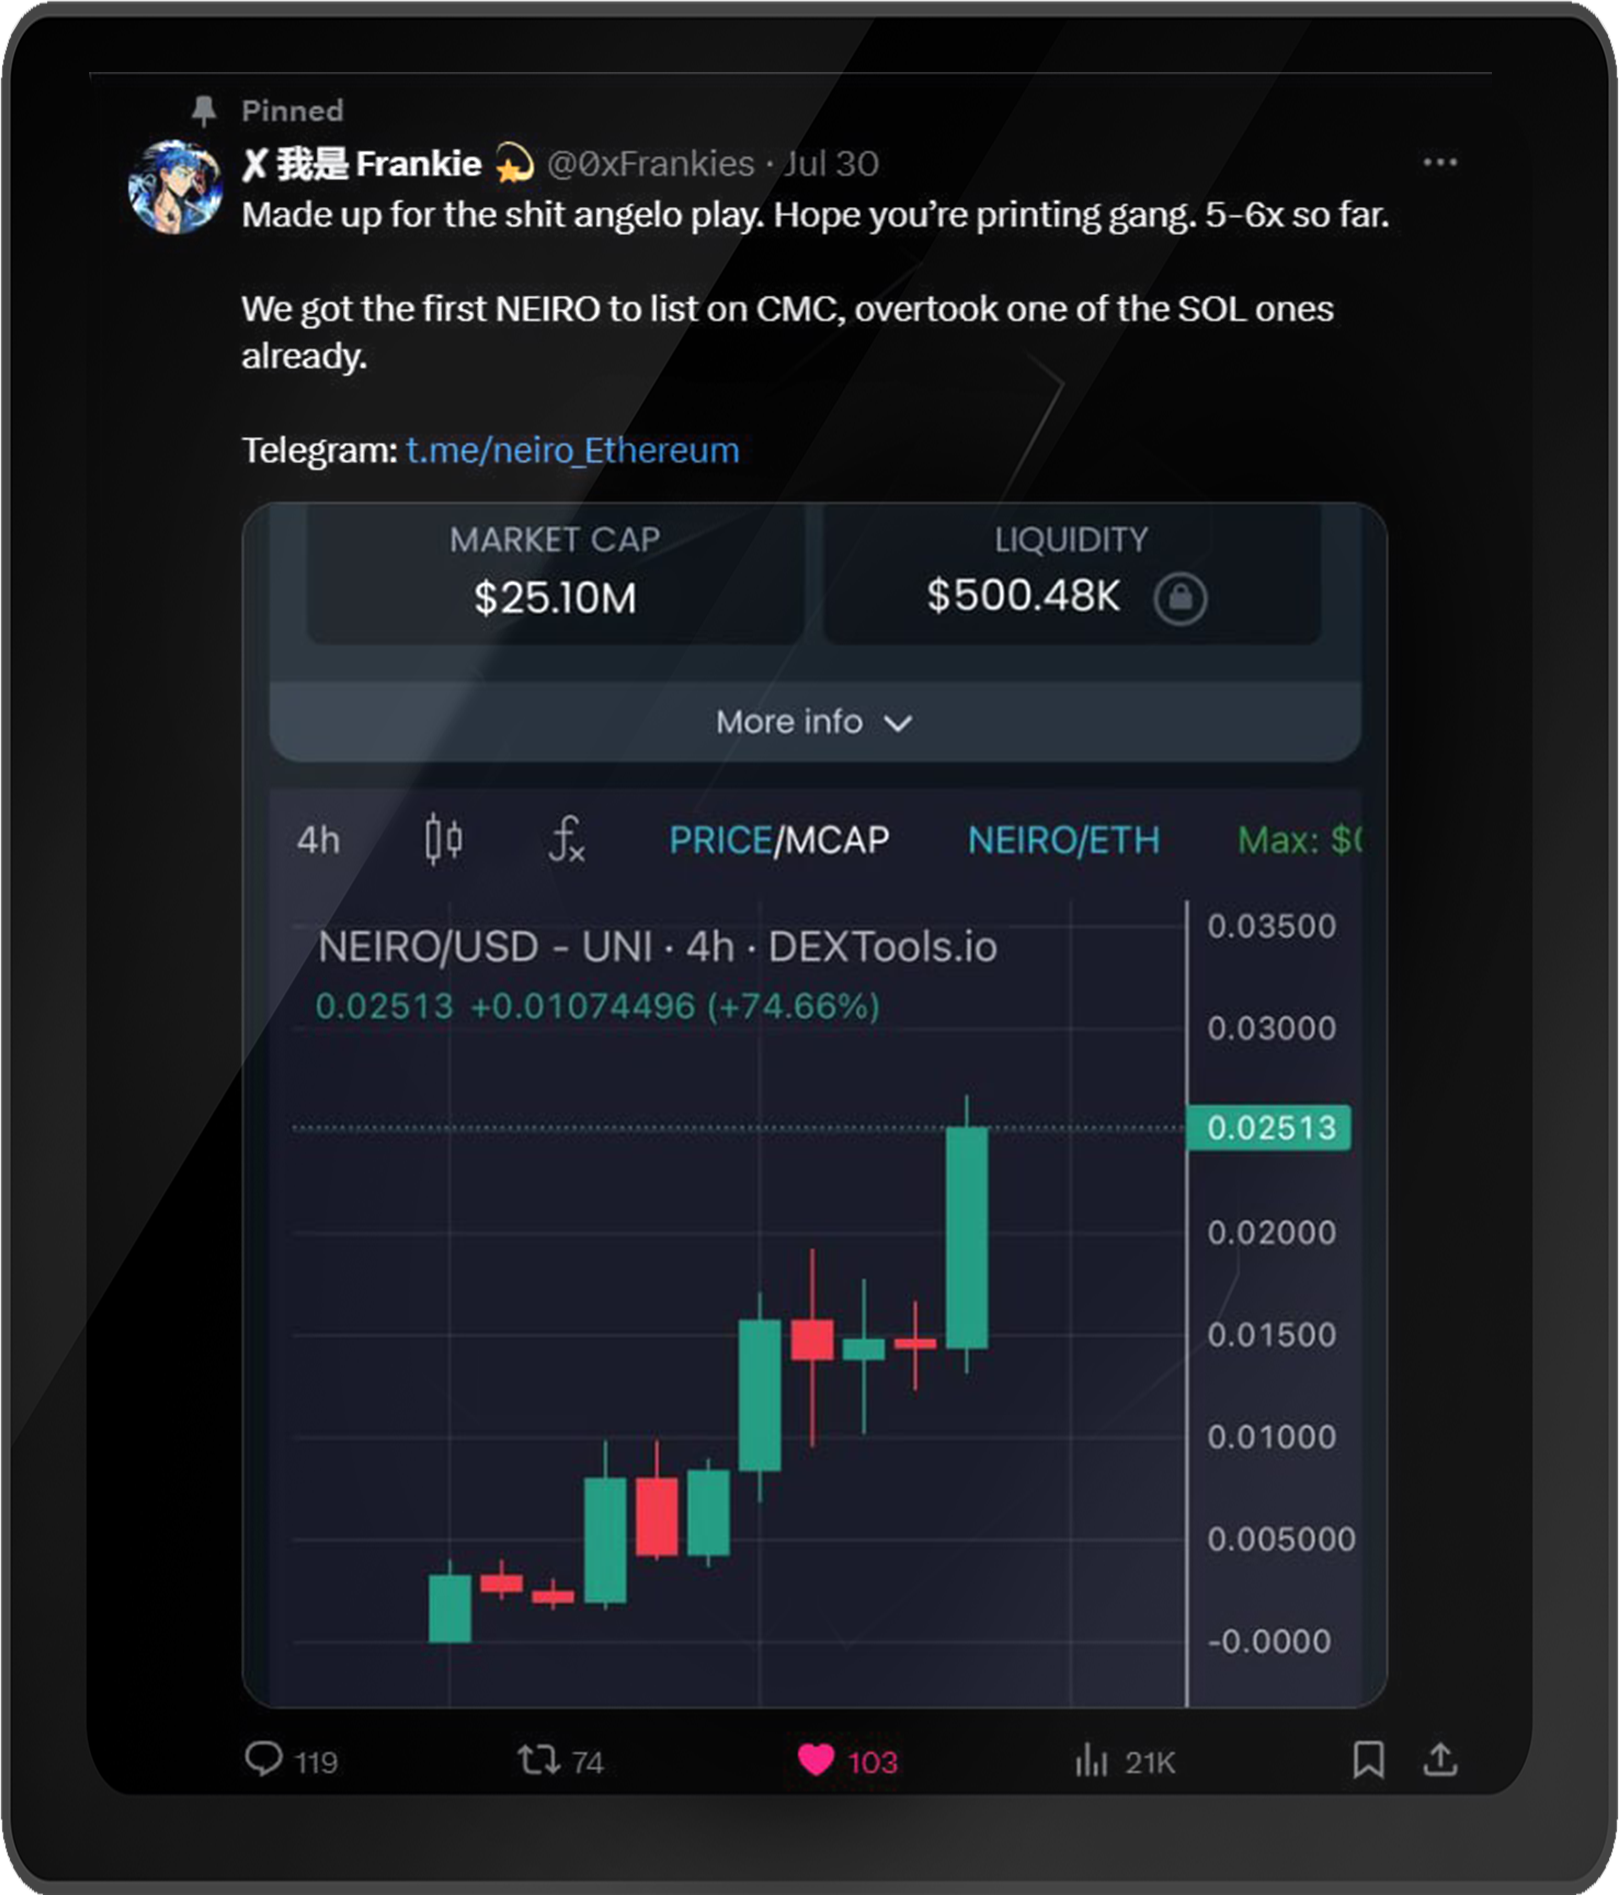 Pinned
X 我是 Frankie 💫 @0xFrankies · Jul 30
Made up for the shit angelo play. Hope you’re printing gang. 5-6x so far.
We got the first NEIRO to list on CMC, overtook one of the SOL ones
already.
Telegram: t.me/neiro_Ethereum
MARKET CAP
$25.10M
LIQUIDITY
$500.48K
More info
4h PRICE/MCAP NEIRO/ETH Max: $0
NEIRO/USD - UNI · 4h · DEXTools.io
0.02513 +0.01074496 (+74.66%)
0.03500
0.03000
0.02513
0.02000
0.01500
0.01000
0.005000
-0.0000
119 74 103 21K